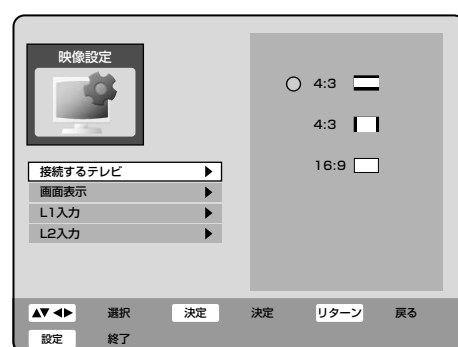 映像設定
接続するテレビ
画面表示
L1入力
L2入力
4:3
4:3
16:9
選択 決定 決定 リターン 戻る
設定 終了